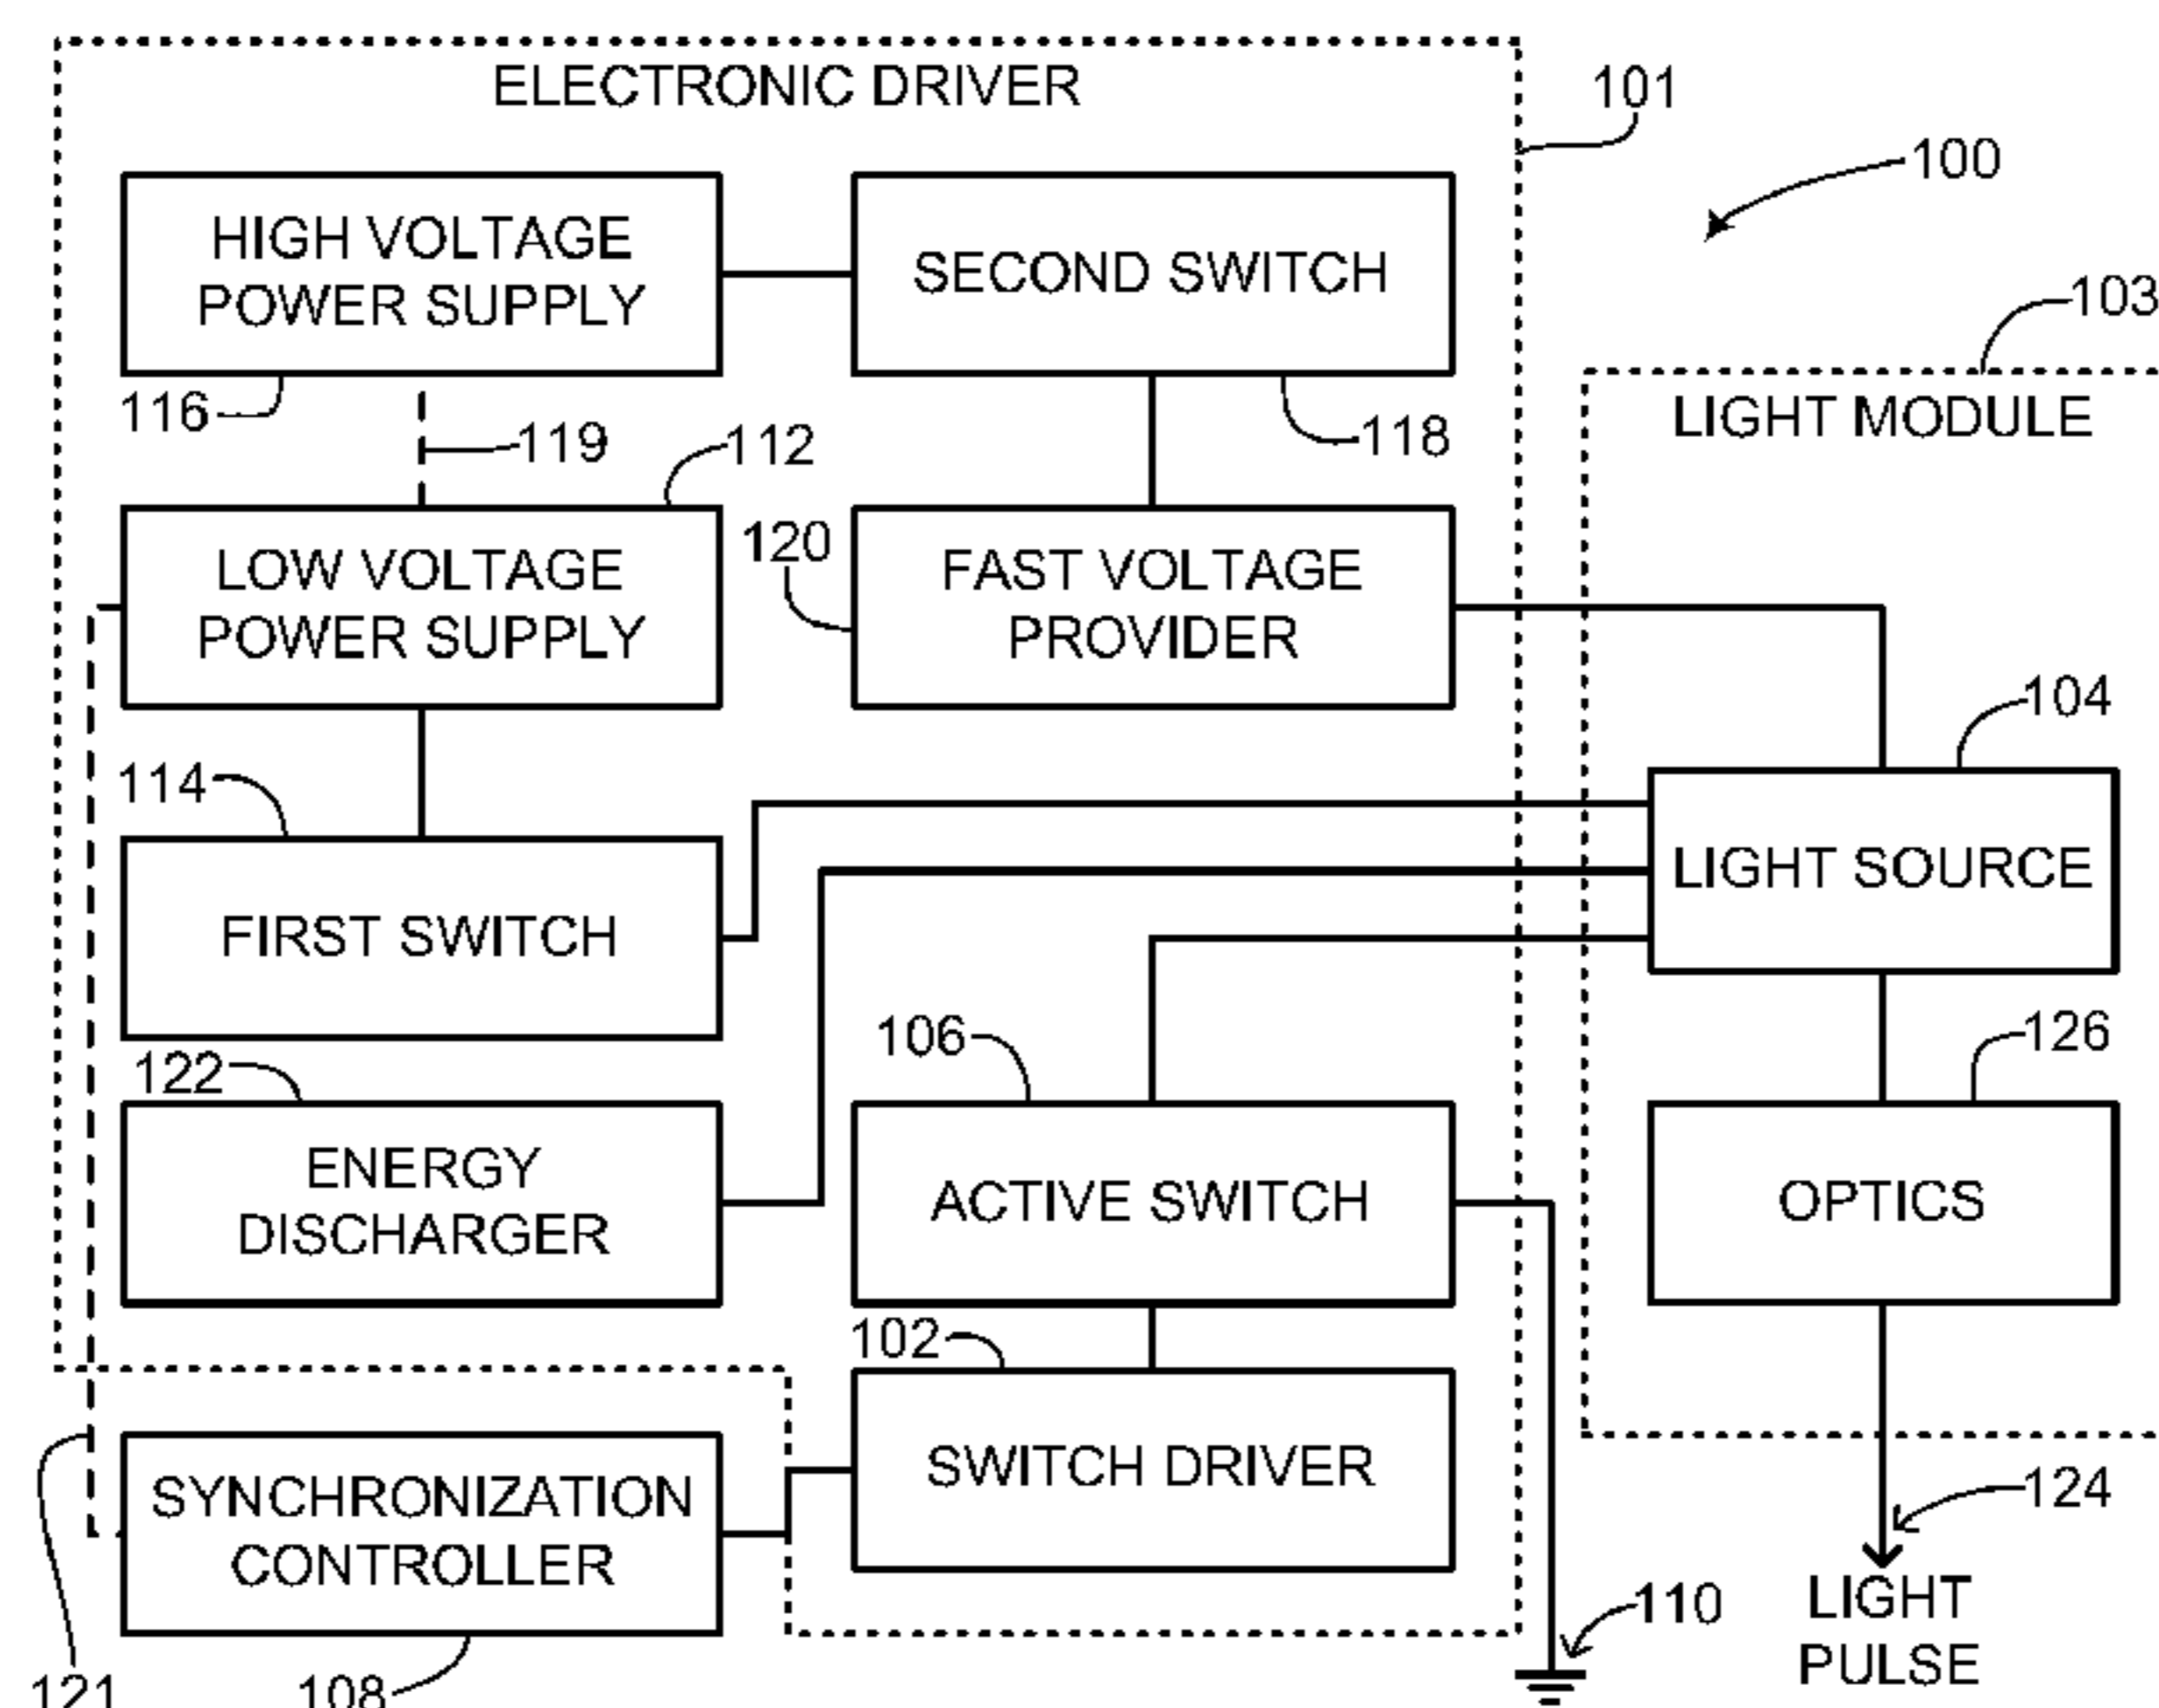 ELECTRONIC DRIVER
101
100
HIGH VOLTAGE
POWER SUPPLY
SECOND SWITCH
103
116
119
112
118
LIGHT MODULE
LOW VOLTAGE
POWER SUPPLY
120
FAST VOLTAGE
PROVIDER
104
114
FIRST SWITCH
LIGHT SOURCE
122
106
126
ENERGY
DISCHARGER
ACTIVE SWITCH
OPTICS
102
SYNCHRONIZATION
CONTROLLER
SWITCH DRIVER
124
110
LIGHT
PULSE
121
108